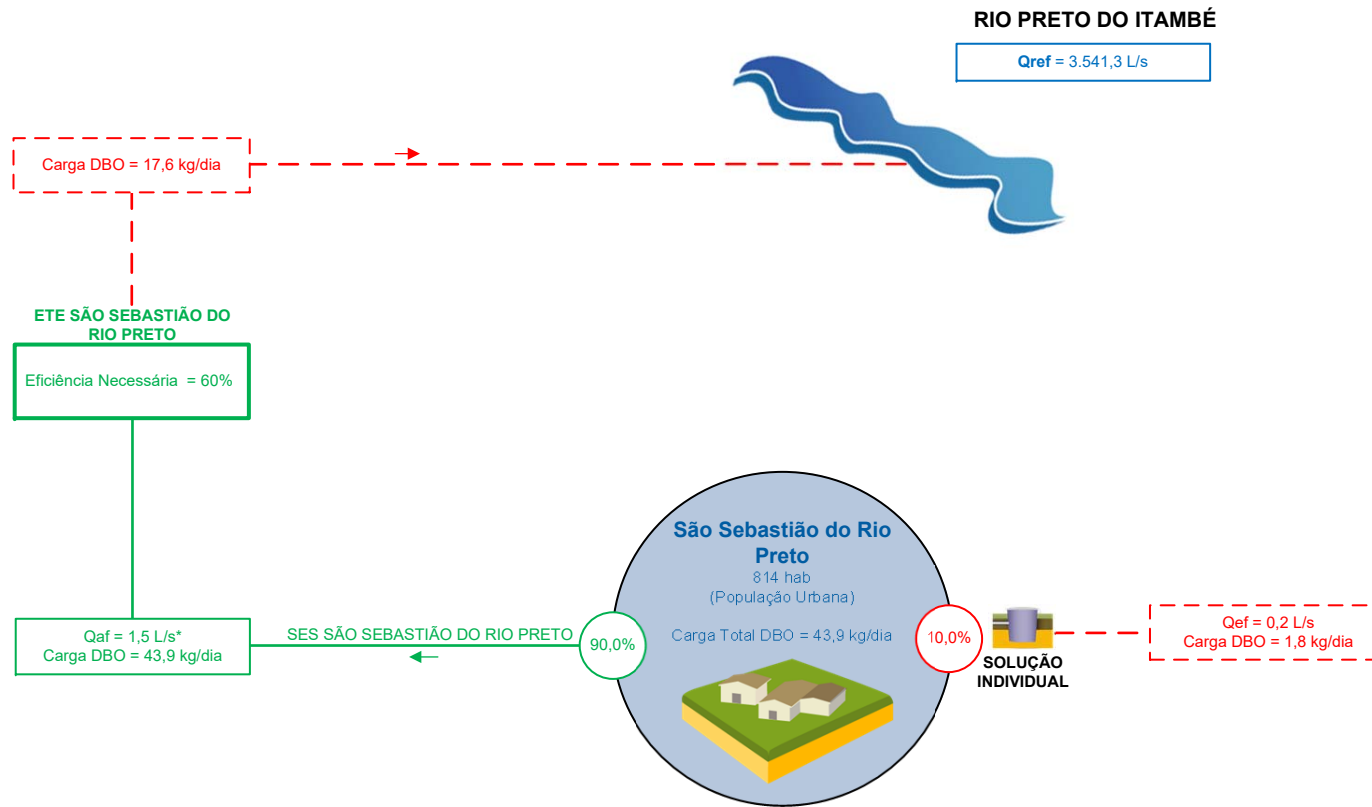 RIO PRETO DO ITAMBÉ
Qref = 3.541,3 L/s
Carga DBO = 17,6 kg/dia
ETE SÃO SEBASTIÃO DO
RIO PRETO
Eficiência Necessária = 60%
Qaf = 1,5 L/s*
Carga DBO = 43,9 kg/dia
SES SÃO SEBASTIÃO DO RIO PRETO
90,0%
São Sebastião do Rio
Preto
814 hab
(População Urbana)
Carga Total DBO = 43,9 kg/dia
10,0%
SOLUÇÃO
INDIVIDUAL
Qef = 0,2 L/s
Carga DBO = 1,8 kg/dia